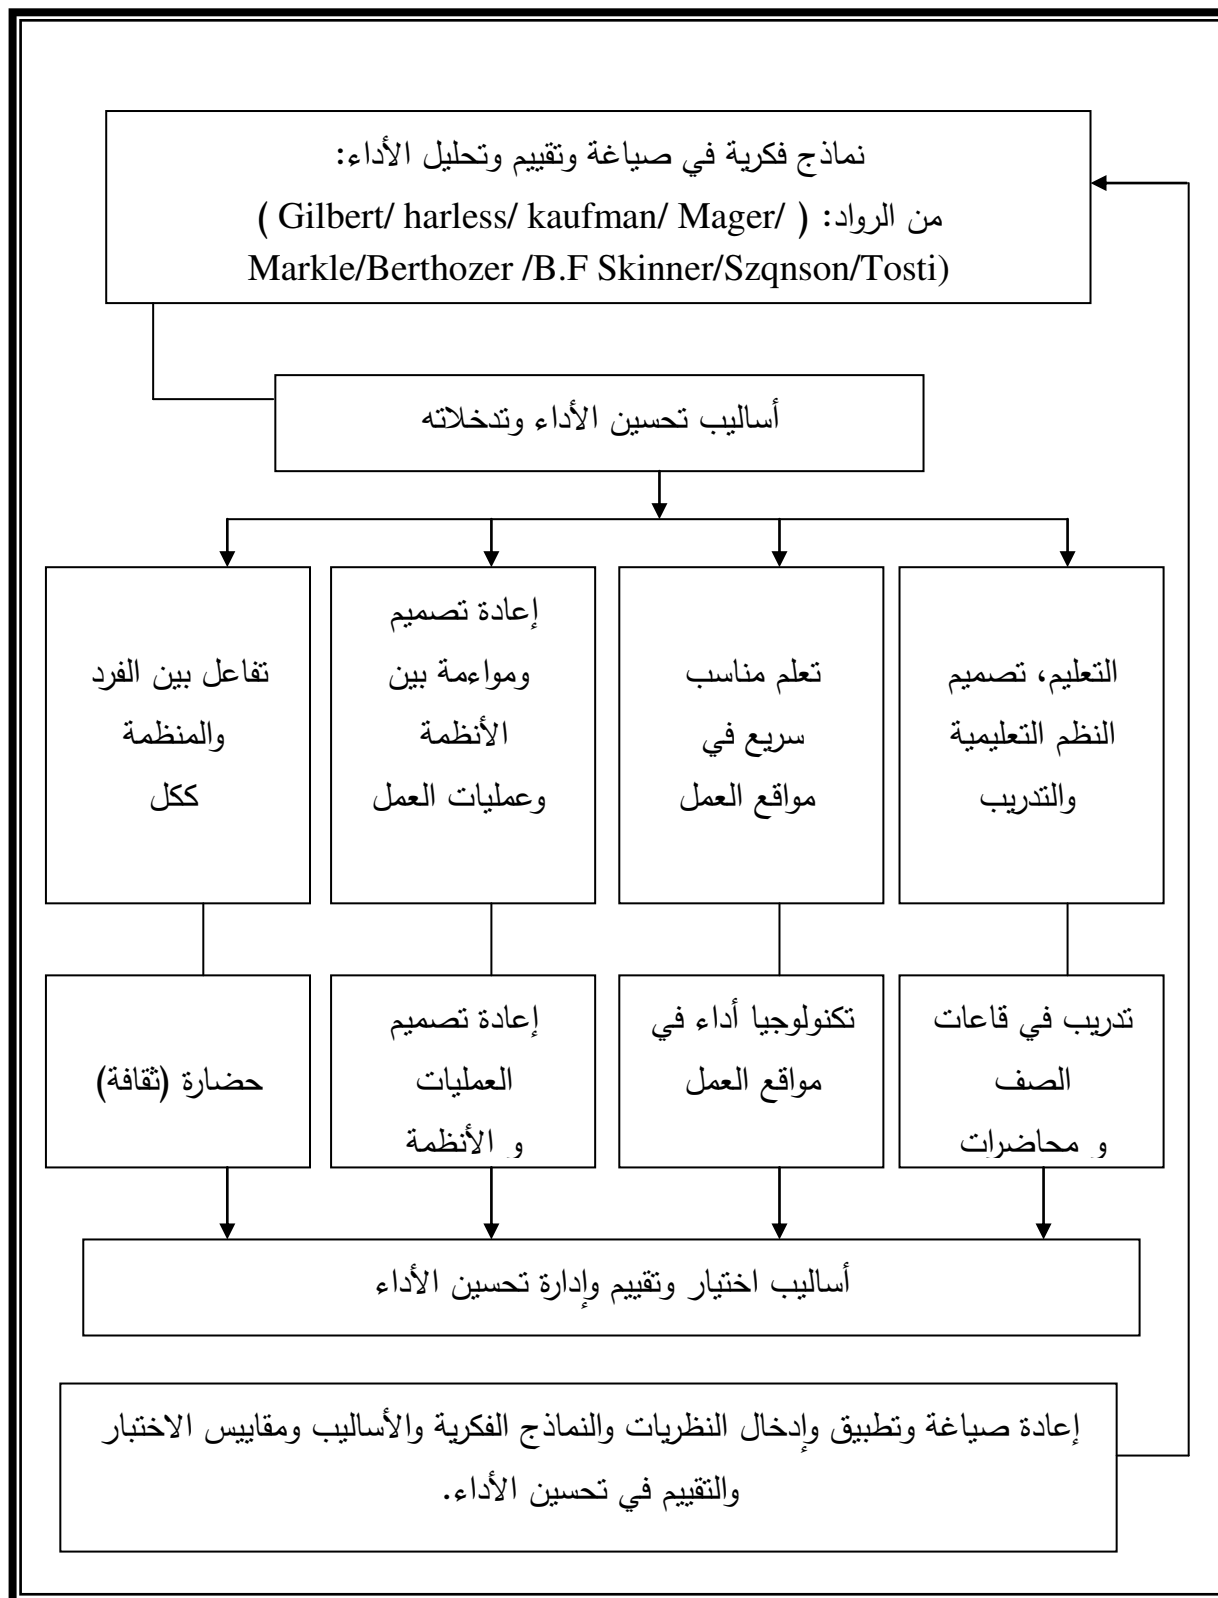 نماذج فكرية في صياغة وتقييم وتحليل الأداء:
من الرواد: ( Gilbert/ harless/ kaufman/ Mager/ )
Markle/Berthozer /B.F Skinner/Szqnson/Tosti)
أساليب تحسين الأداء وتدخلاته
التعليم، تصميم
النظم التعليمية
والتدريب
تعلم مناسب
سريع في
مواقع العمل
إعادة تصميم
ومواءمة بين
الأنظمة
وعمليات العمل
تفاعل بين الفرد
والمنظمة
ككل
تدريب في قاعات
الصف
و محاضرات
تكنولوجيا أداء في
مواقع العمل
إعادة تصميم
العمليات
و الأنظمة
حضارة (ثقافة)
أساليب اختيار وتقييم وإدارة تحسين الأداء
إعادة صياغة وتطبيق وإدخال النظريات والنماذج الفكرية والأساليب ومقاييس الاختبار
والتقييم في تحسين الأداء.